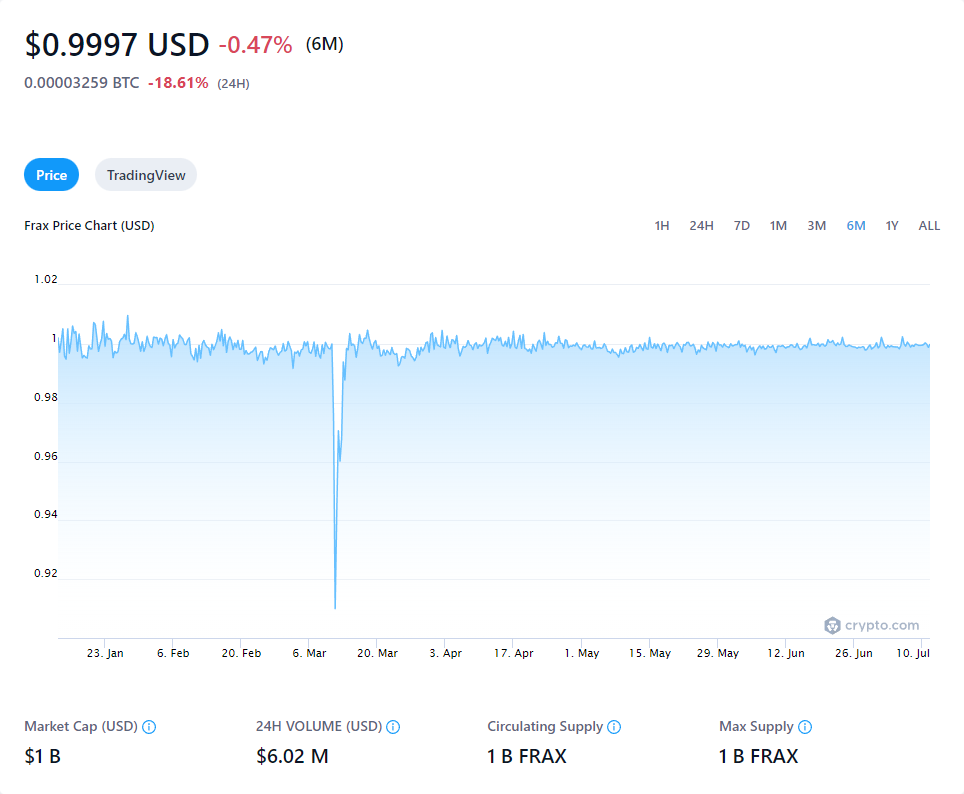 $0.9997 USD -0.47% (6M)
0.00003259 BTC -18.61% (24H)
Price TradingView
Frax Price Chart (USD) 1H 24H 7D 1M 3M 6M 1Y ALL
1.02
1
0.98
0.96
0.94
0.92
crypto.com
23. Jan 6. Feb 20. Feb 6. Mar 20. Mar 3. Apr 17. Apr 1. May 15. May 29. May 12. Jun 26. Jun 10. Jul
Market Cap (USD) 24H VOLUME (USD) Circulating Supply Max Supply
$1 B $6.02 M 1 B FRAX 1 B FRAX